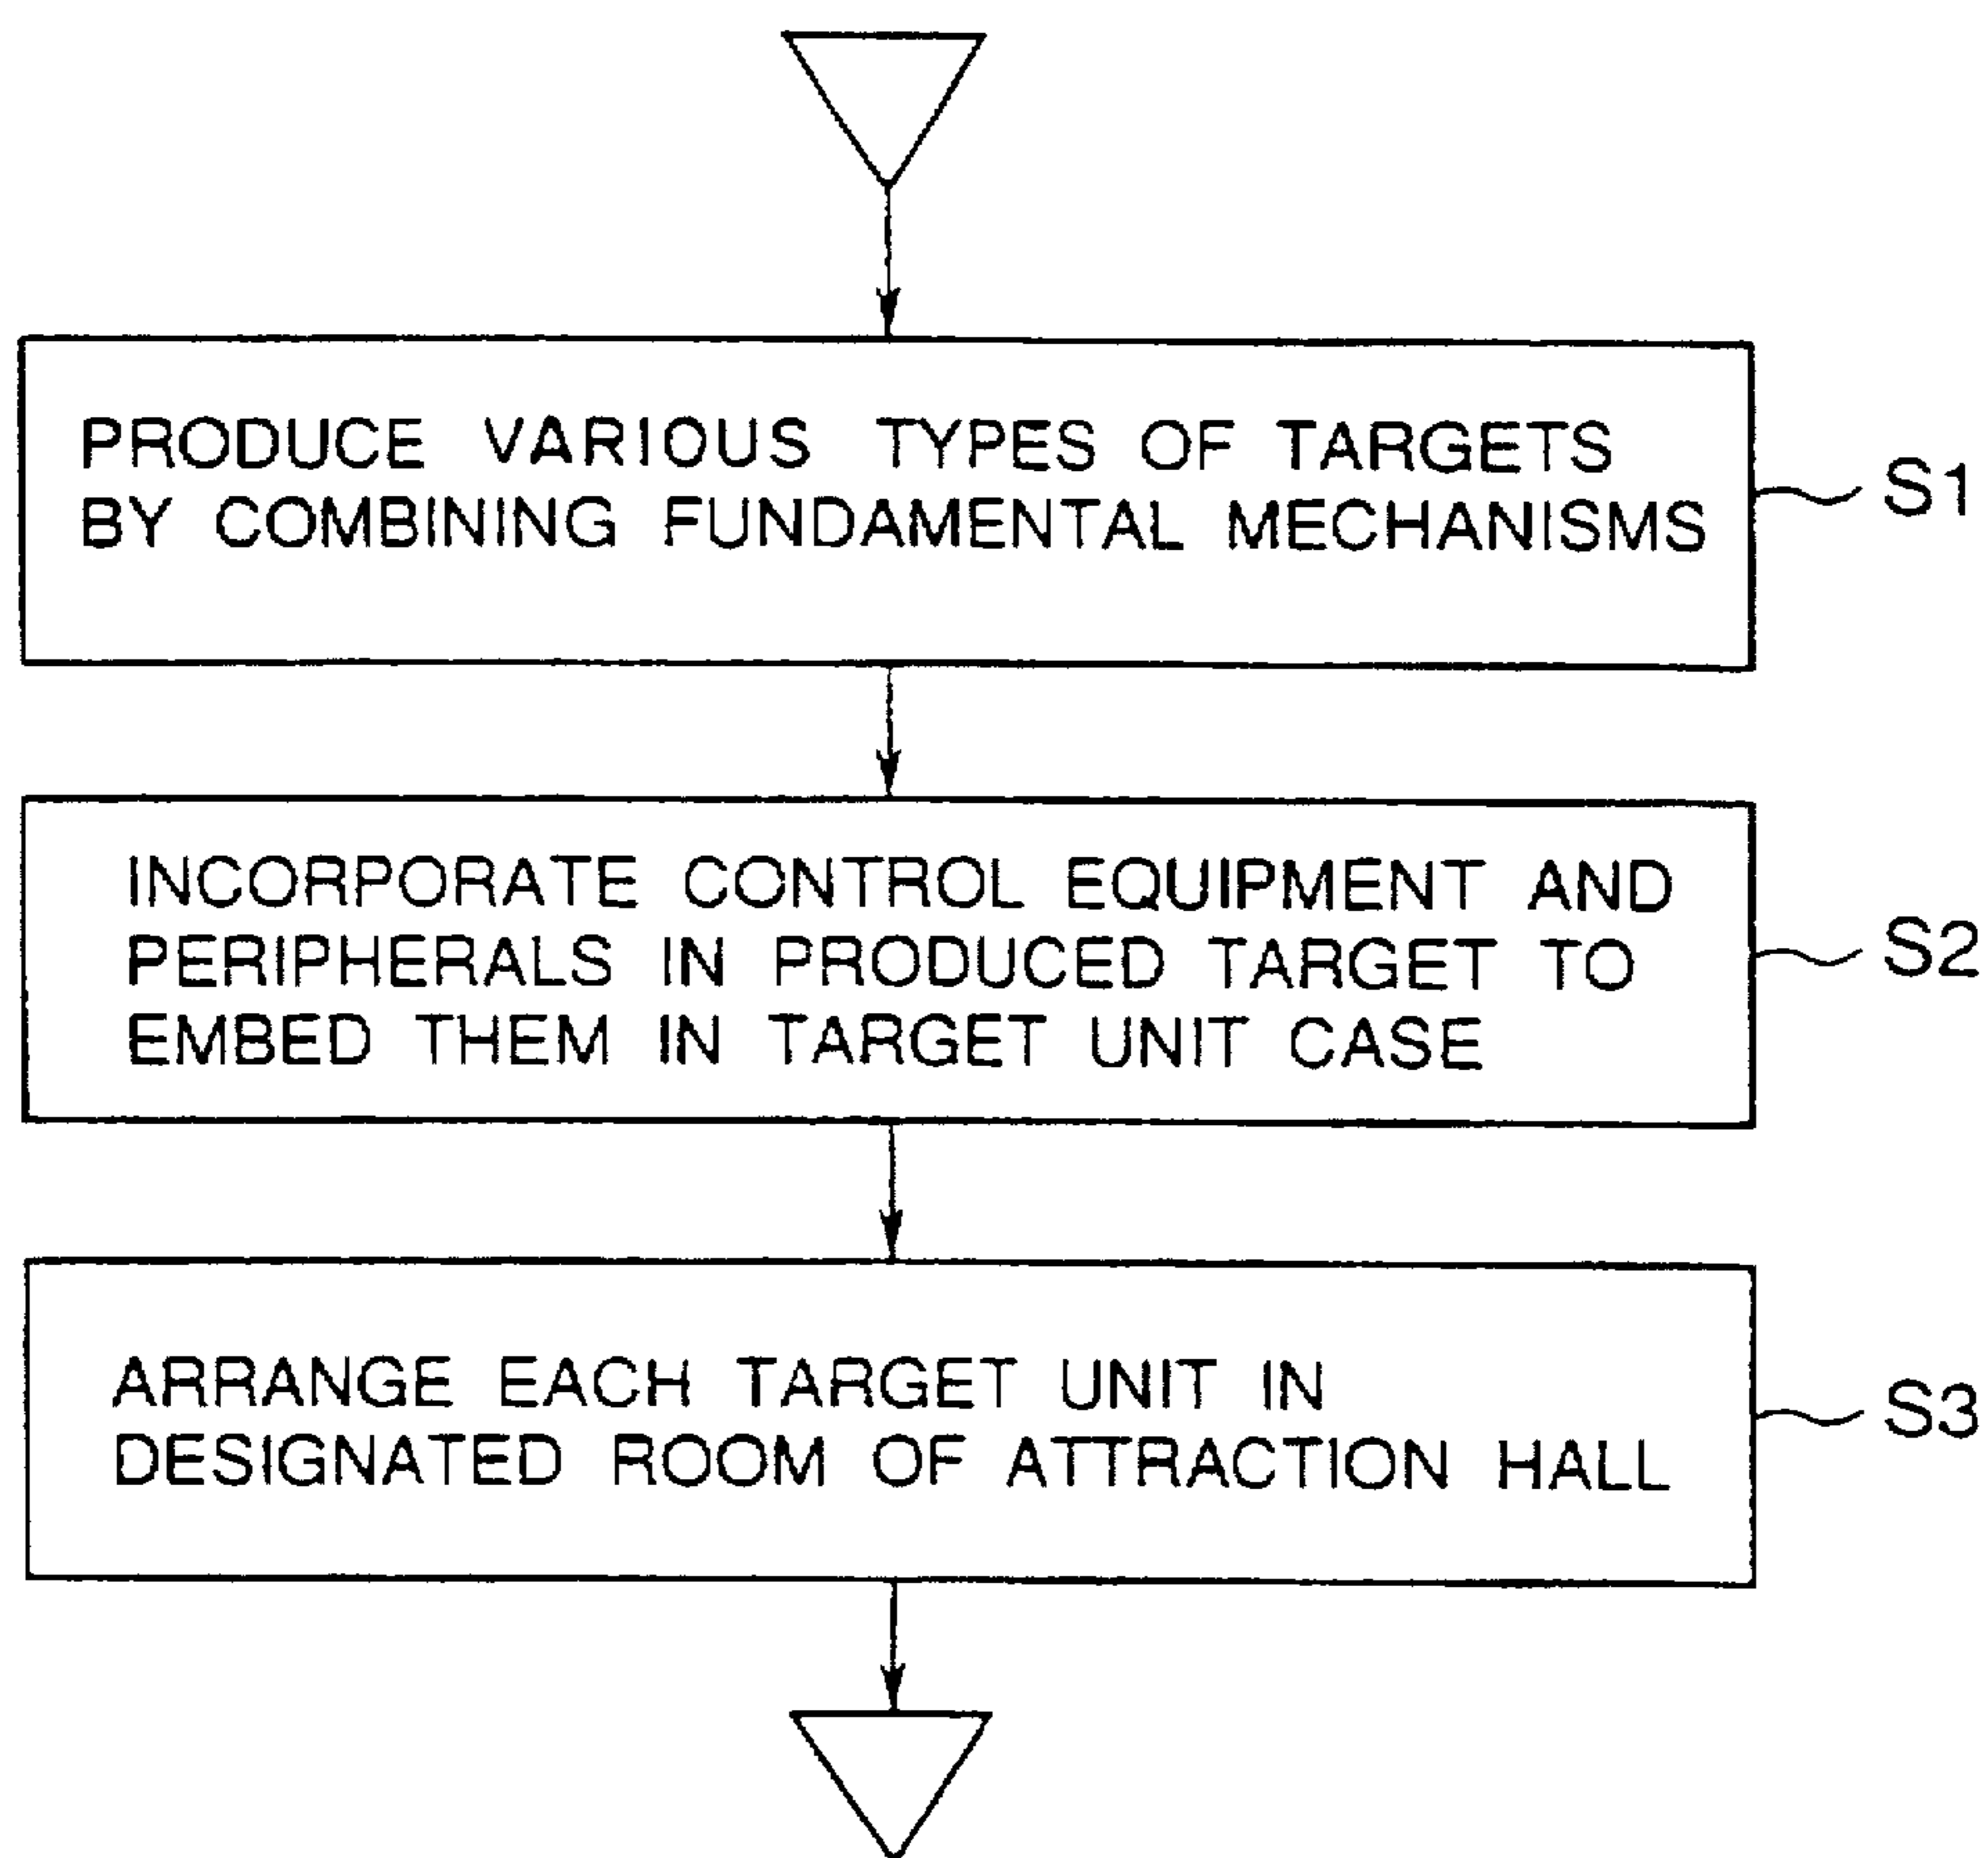 PRODUCE VARIOUS TYPES OF TARGETS
BY COMBINING FUNDAMENTAL MECHANISMS
S1
INCORPORATE CONTROL EQUIPMENT AND
PERIPHERALS IN PRODUCED TARGET TO
EMBED THEM IN TARGET UNIT CASE
S2
ARRANGE EACH TARGET UNIT IN
DESIGNATED ROOM OF ATTRACTION HALL
S3